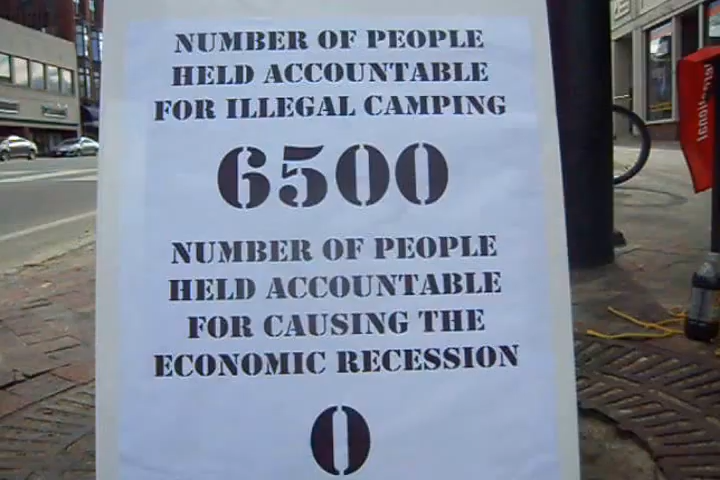 NUMBER OF PEOPLE
HELD ACCOUNTABLE
FOR ILLEGAL CAMPING
6500
NUMBER OF PEOPLE
HELD ACCOUNTABLE
FOR CAUSING THE
ECONOMIC RECESSION
0